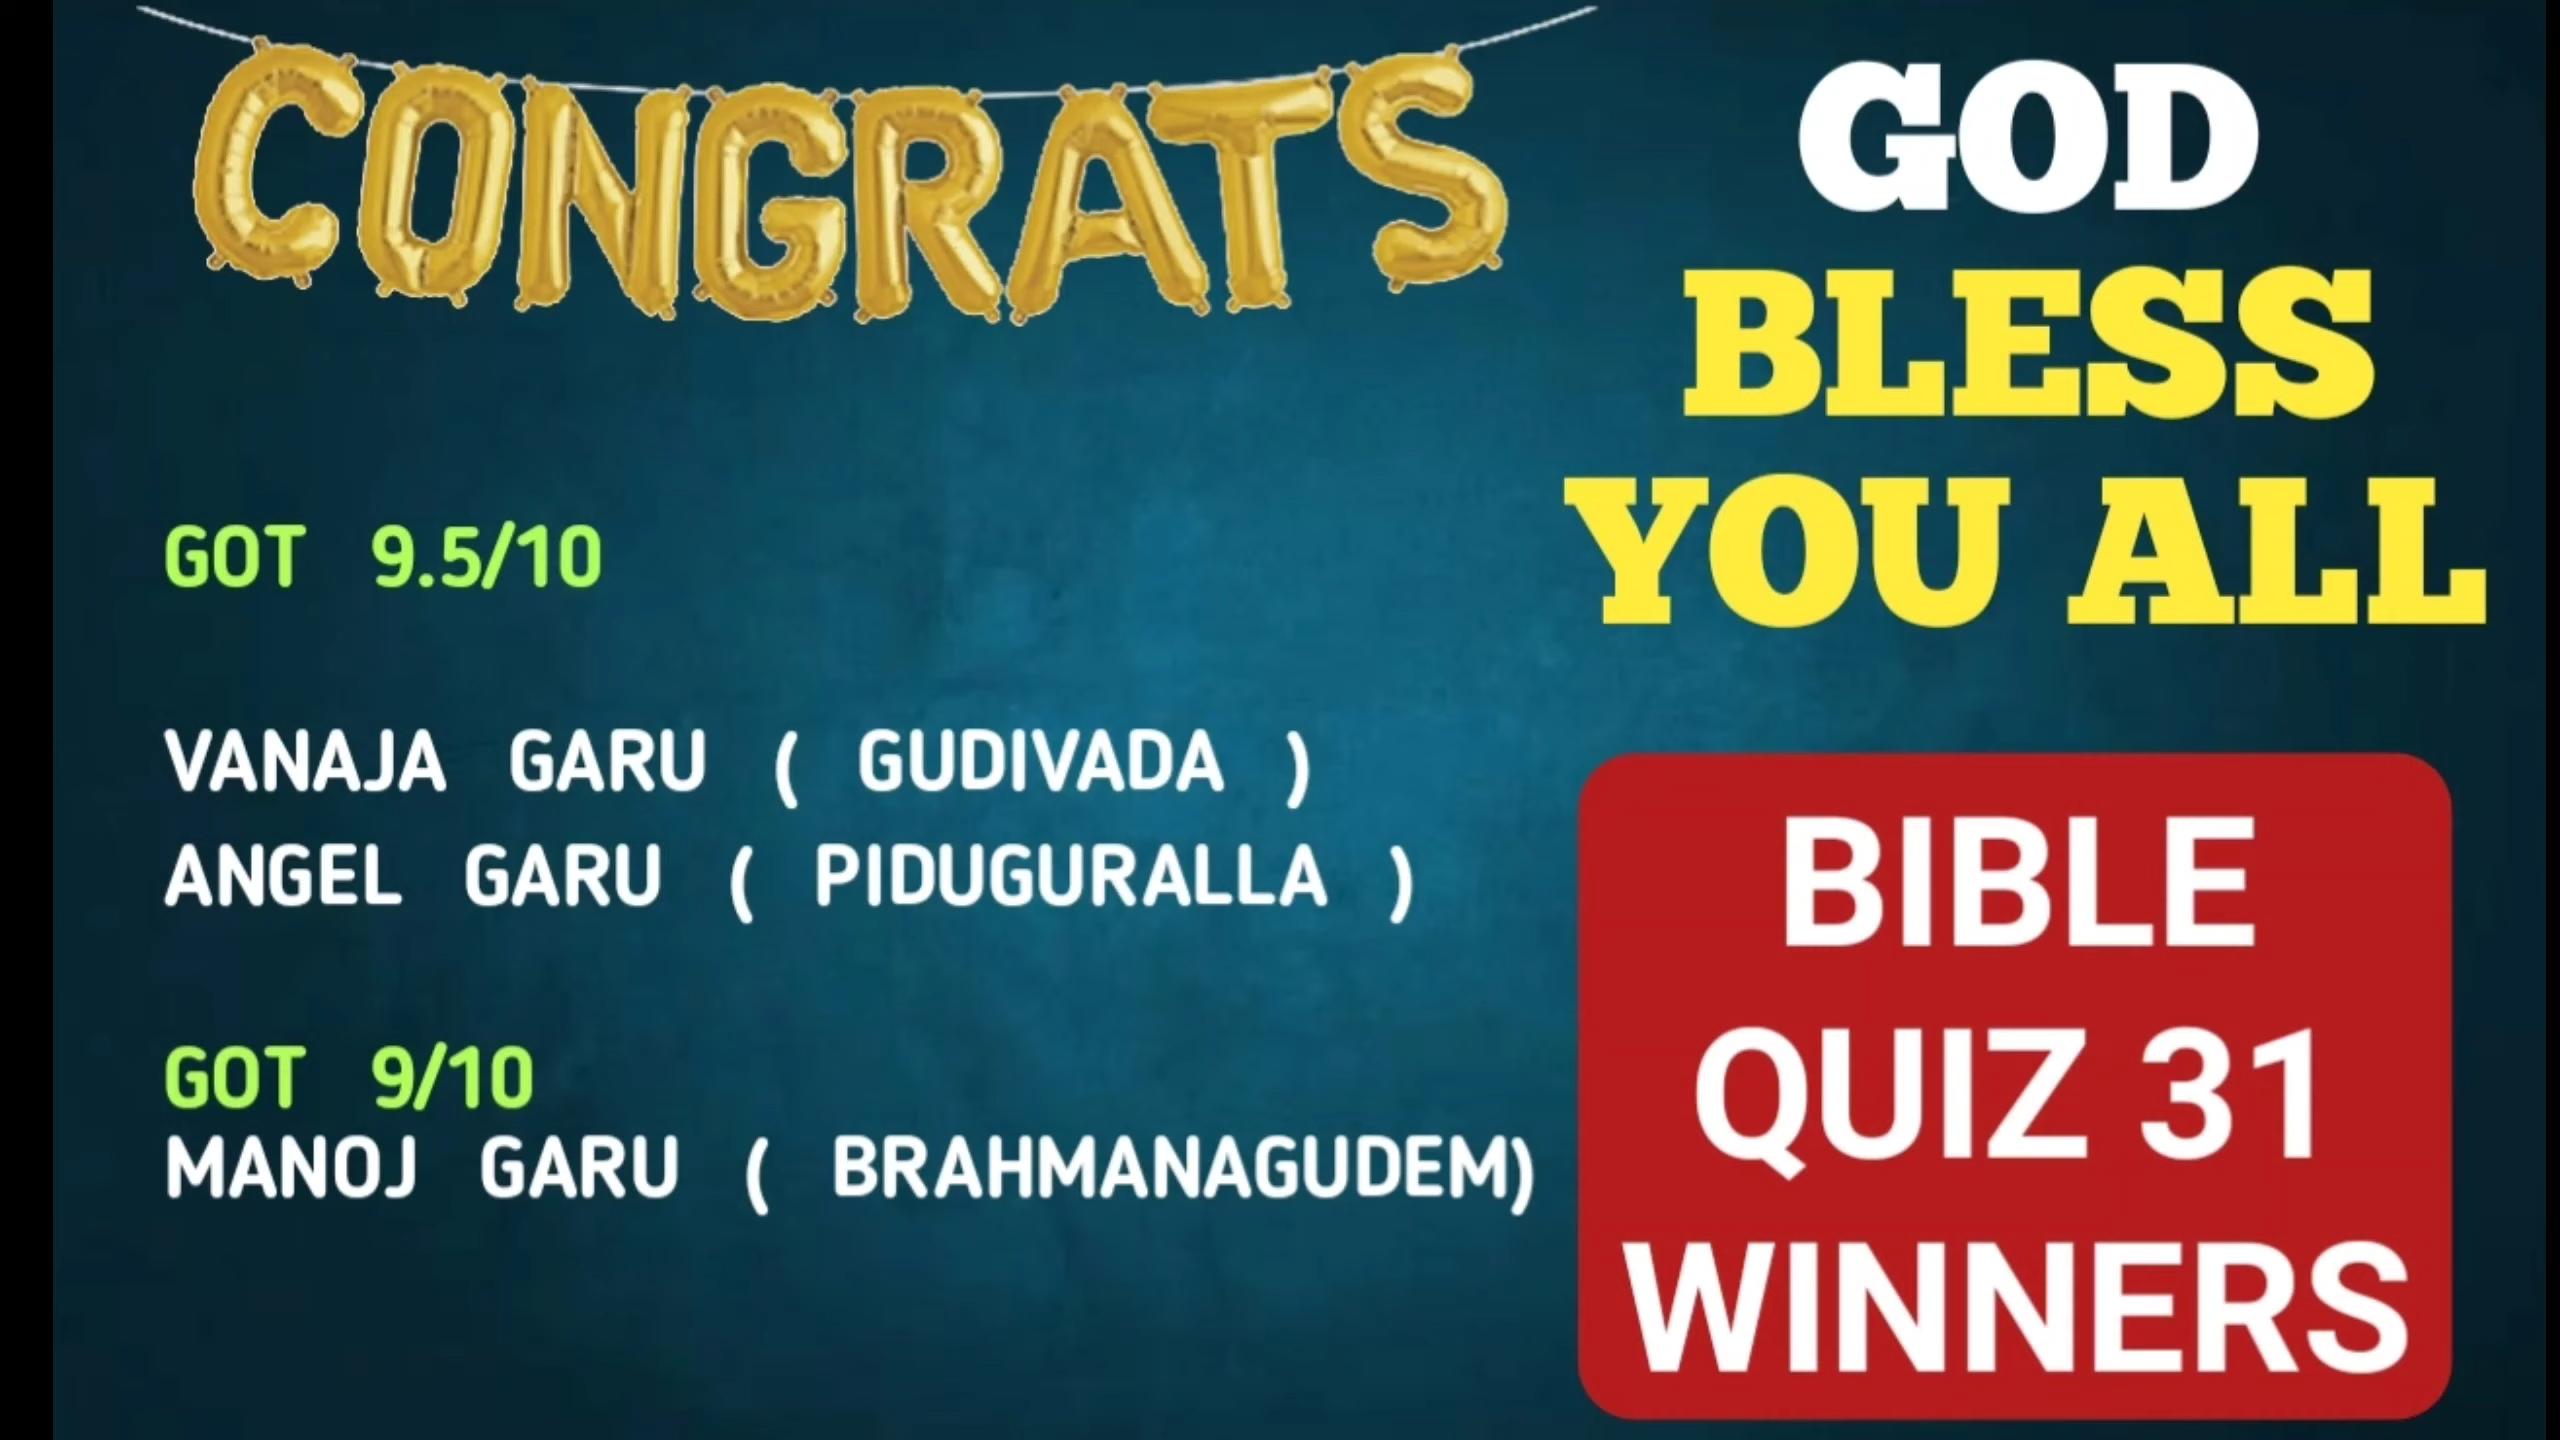 CONGRATS
GOT 9.5/10
VANAJA GARU ( GUDIVADA )
ANGEL GARU ( PIDUGURALLA )
GOT 9/10
MANOJ GARU ( BRAHMANAGUDEM)
GOD
BLESS
YOU ALL
BIBLE
QUIZ 31
WINNERS